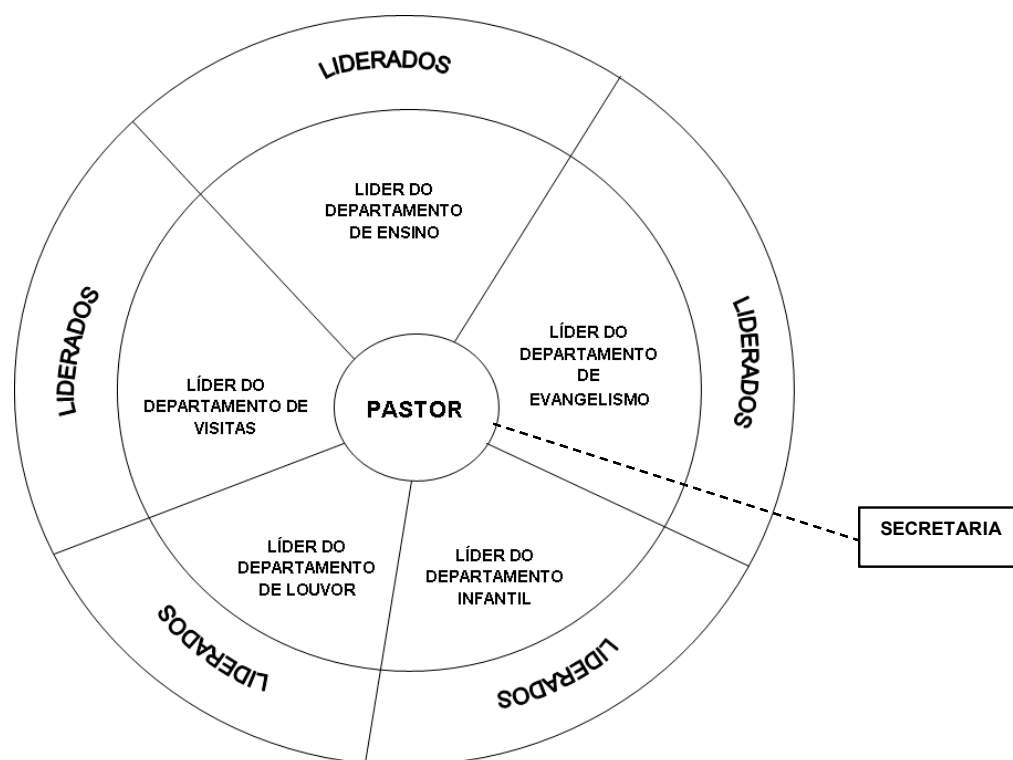 LIDERADOS
LIDER DO
DEPARTAMENTO
DE ENSINO
LIDERADOS
LÍDER DO
DEPARTAMENTO
DE
EVANGELISMO
LIDERADOS
LÍDER DO
DEPARTAMENTO DE
VISITAS
PASTOR
SECRETARIA
LÍDER DO
DEPARTAMENTO
DE LOUVOR
LÍDER DO
DEPARTAMENTO
INFANTIL
LIDERADOS
LIDERADOS